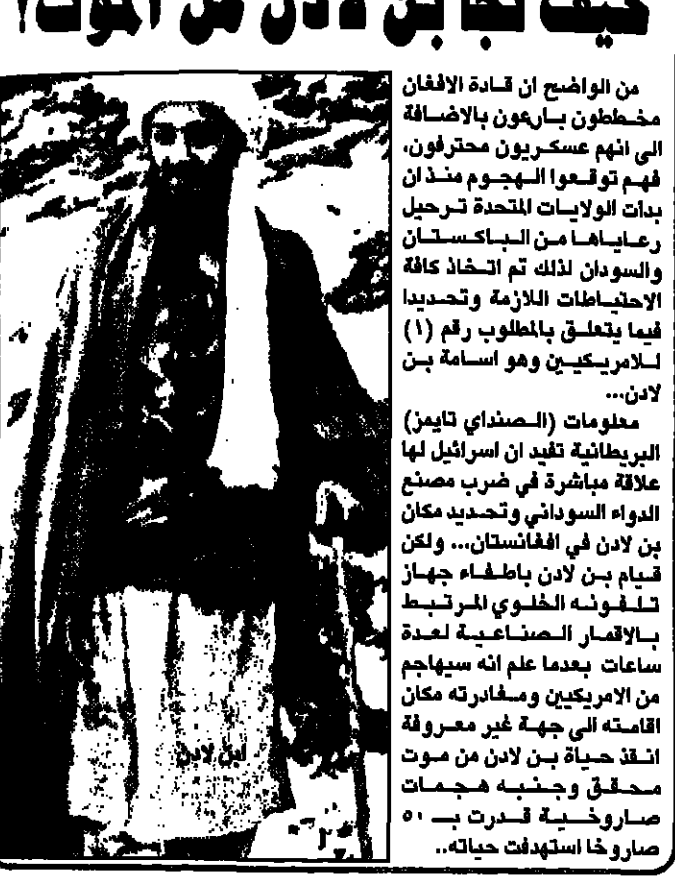 كيف نجا بن لادن من الموت؟
من الواضح ان قادة الافغان
مخططون بارعون بالاضافة
الى انهم عسكريون محترفون،
فهم توقعوا الهجوم منذ ان
بدأت الولايات المتحدة ترحيل
رعاياها من الباكستان
والسودان لذلك تم اتخاذ كافة
الاحتياطات اللازمة وتحديدا
فيما يتعلق بالمطلوب رقم (١)
للامريكيين وهو اسامة بن
لادن...
معلومات (الصنداي تايمز)
البريطانية تفيد ان اسرائيل لها
علاقة مباشرة في ضرب مصنع
الدواء السوداني وتحديد مكان
بن لادن في افغانستان... ولكن
قيام بن لادن باطفاء جهاز
تلفونه الخلوي المرتبط
بالاقمار الصناعية لعدة
ساعات بعدما علم انه سيهاجم
من الامريكيين ومغادرته مكان
اقامته الى جهة غير معروفة
انقذ حياة بن لادن من موت
محقق وجنبه هجمات
صاروخية قدرت بـ ٥٠
صاروخا استهدفت حياته..
ابن لادن